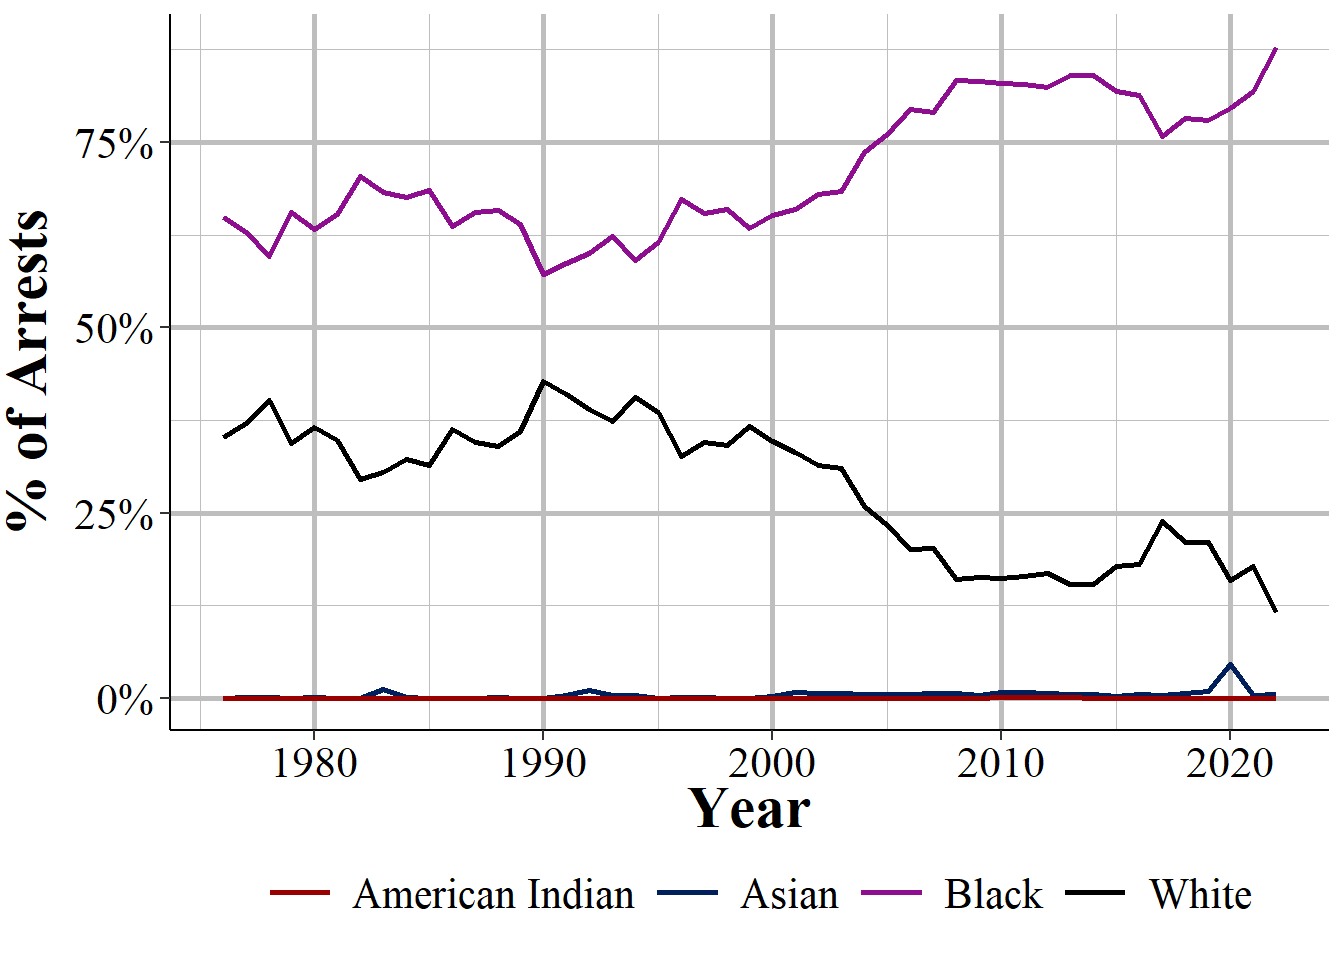 % of Arrests
75%
50%
25%
0%
1980 1990 2000 2010 2020
Year
American Indian Asian Black White